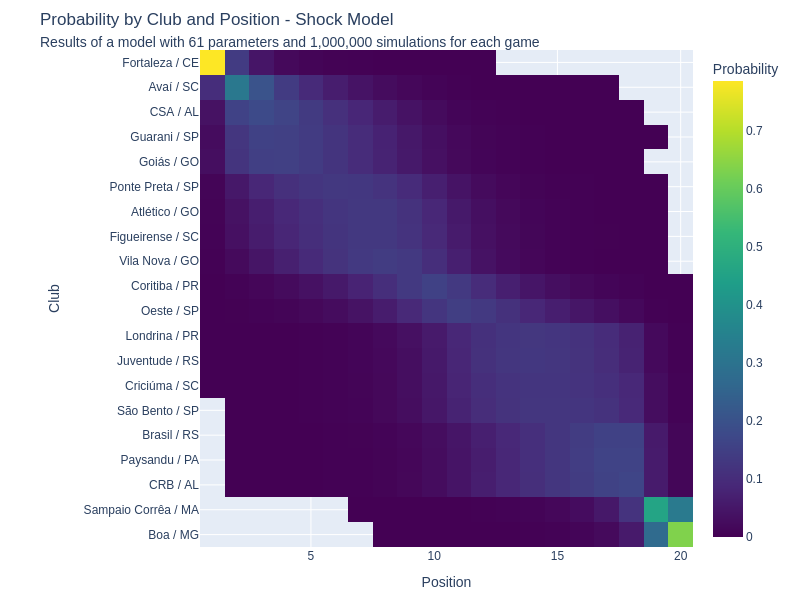 Probability by Club and Position - Shock Model
Results of a model with 61 parameters and 1,000,000 simulations for each game
Probability
Fortaleza / CE
Avaí / SC
CSA / AL
Guarani / SP
Goiás / GO
Ponte Preta / SP
Atlético / GO
Figueirense / SC
Vila Nova / GO
Coritiba / PR
Oeste / SP
Londrina / PR
Juventude / RS
Criciúma / SC
São Bento / SP
Brasil / RS
Paysandu / PA
CRB / AL
Sampaio Corrêa / MA
Boa / MG
Club
5
10
15
20
Position
0.7
0.6
0.5
0.4
0.3
0.2
0.1
0